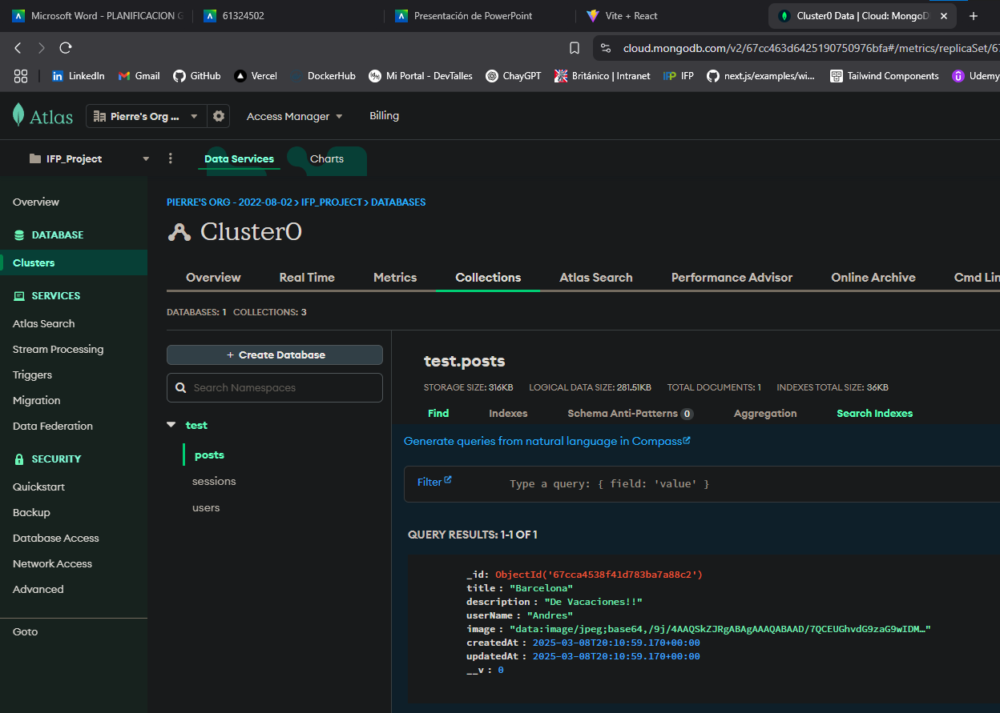 Microsoft Word - PLANIFICACION G
61324502
Presentación de PowerPoint
Vite + React
Cluster0 Data | Cloud: MongoD
cloud.mongodb.com/v2/67cc463d6425190750976bfa#/metrics/replicaSet/67
LinkedIn
Gmail
GitHub
Vercel
DockerHub
Mi Portal - DevTalles
ChayGPT
Británico | Intranet
IFP
next.js/examples/wi...
Tailwind Components
Udemy
Atlas
Pierre's Org ...
Access Manager
Billing
IFP_Project
Data Services
Charts
Overview
DATABASE
Clusters
SERVICES
Atlas Search
Stream Processing
Triggers
Migration
Data Federation
SECURITY
Quickstart
Backup
Database Access
Network Access
Advanced
Goto
PIERRE'S ORG - 2022-08-02 > IFP_PROJECT > DATABASES
Cluster0
Overview
Real Time
Metrics
Collections
Atlas Search
Performance Advisor
Online Archive
Cmd Lin
DATABASES: 1 COLLECTIONS: 3
+ Create Database
Search Namespaces
test
posts
sessions
users
test.posts
STORAGE SIZE: 316KB LOGICAL DATA SIZE: 281.51KB TOTAL DOCUMENTS: 1 INDEXES TOTAL SIZE: 36KB
Find
Indexes
Schema Anti-Patterns 0
Aggregation
Search Indexes
Generate queries from natural language in Compass
Filter
Type a query: { field: 'value' }
QUERY RESULTS: 1-1 OF 1
_id: ObjectId('67cca4538f41d783ba7a88c2')
title : "Barcelona"
description : "De Vacaciones!!"
userName : "Andres"
image : "data:image/jpeg;base64,/9j/4AAQSkZJRgABAgAAAQABAAD/7QCEUGhvdG9zaG9wIDM…"
createdAt : 2025-03-08T20:10:59.170+00:00
updatedAt : 2025-03-08T20:10:59.170+00:00
__v : 0